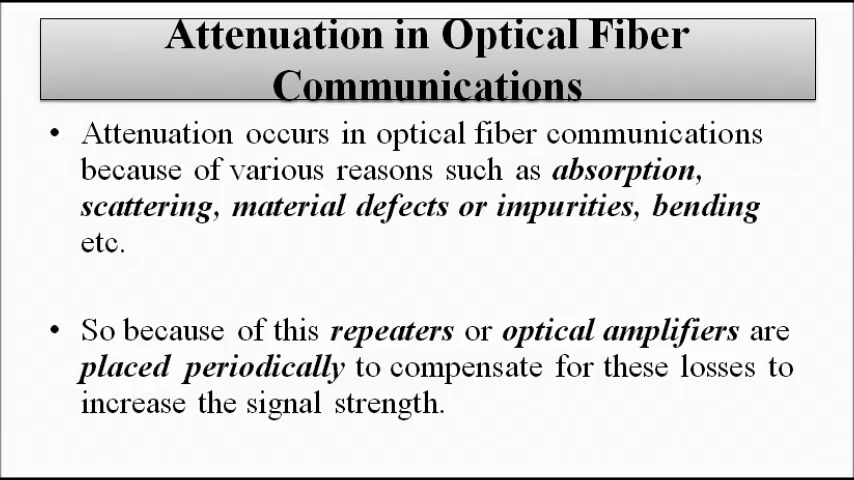 Attenuation in Optical Fiber
Communications
• Attenuation occurs in optical fiber communications
because of various reasons such as absorption,
scattering, material defects or impurities, bending
etc.
• So because of this repeaters or optical amplifiers are
placed periodically to compensate for these losses to
increase the signal strength.